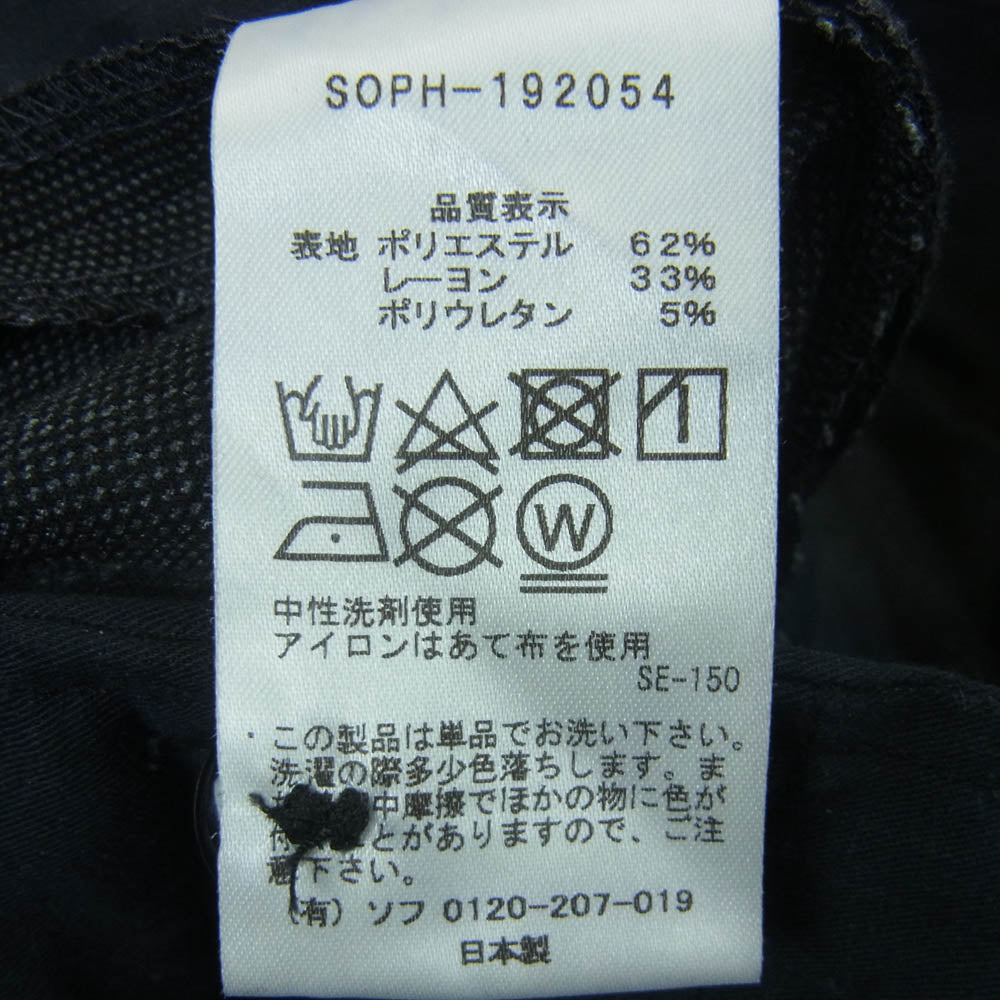 SOPH-192054
品質表示
表地 ポリエステル 62%
レーヨン 33%
ポリウレタン 5%
W
中性洗剤使用
アイロンはあて布を使用
SE-150
この製品は単品でお洗い下さい。
洗濯の際多少色落ちします。ま
中摩擦でほかの物に色が
付 ことがありますので、ご注
意下さい。
(有) ソフ 0120-207-019
日本製